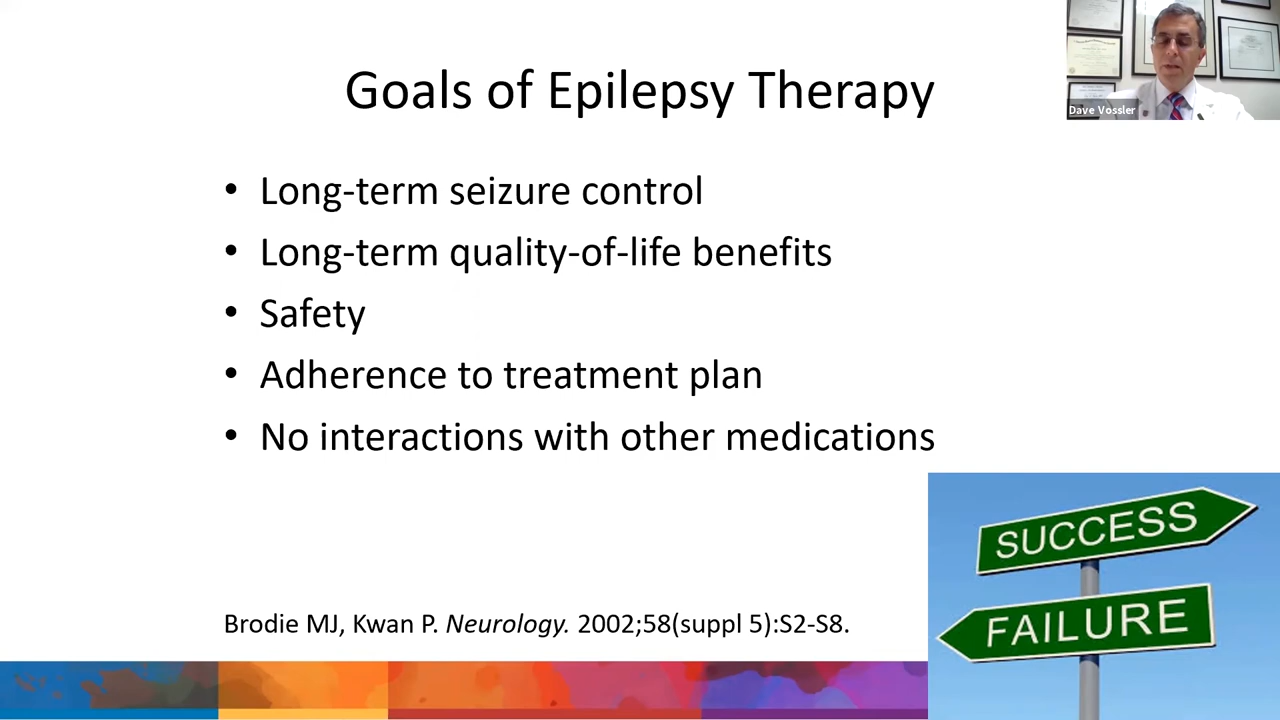 Goals of Epilepsy Therapy
Dave Vossler
• Long-term seizure control
• Long-term quality-of-life benefits
• Safety
• Adherence to treatment plan
• No interactions with other medications
SUCCESS
FAILURE
Brodie MJ, Kwan P. Neurology. 2002;58(suppl 5):S2-S8.